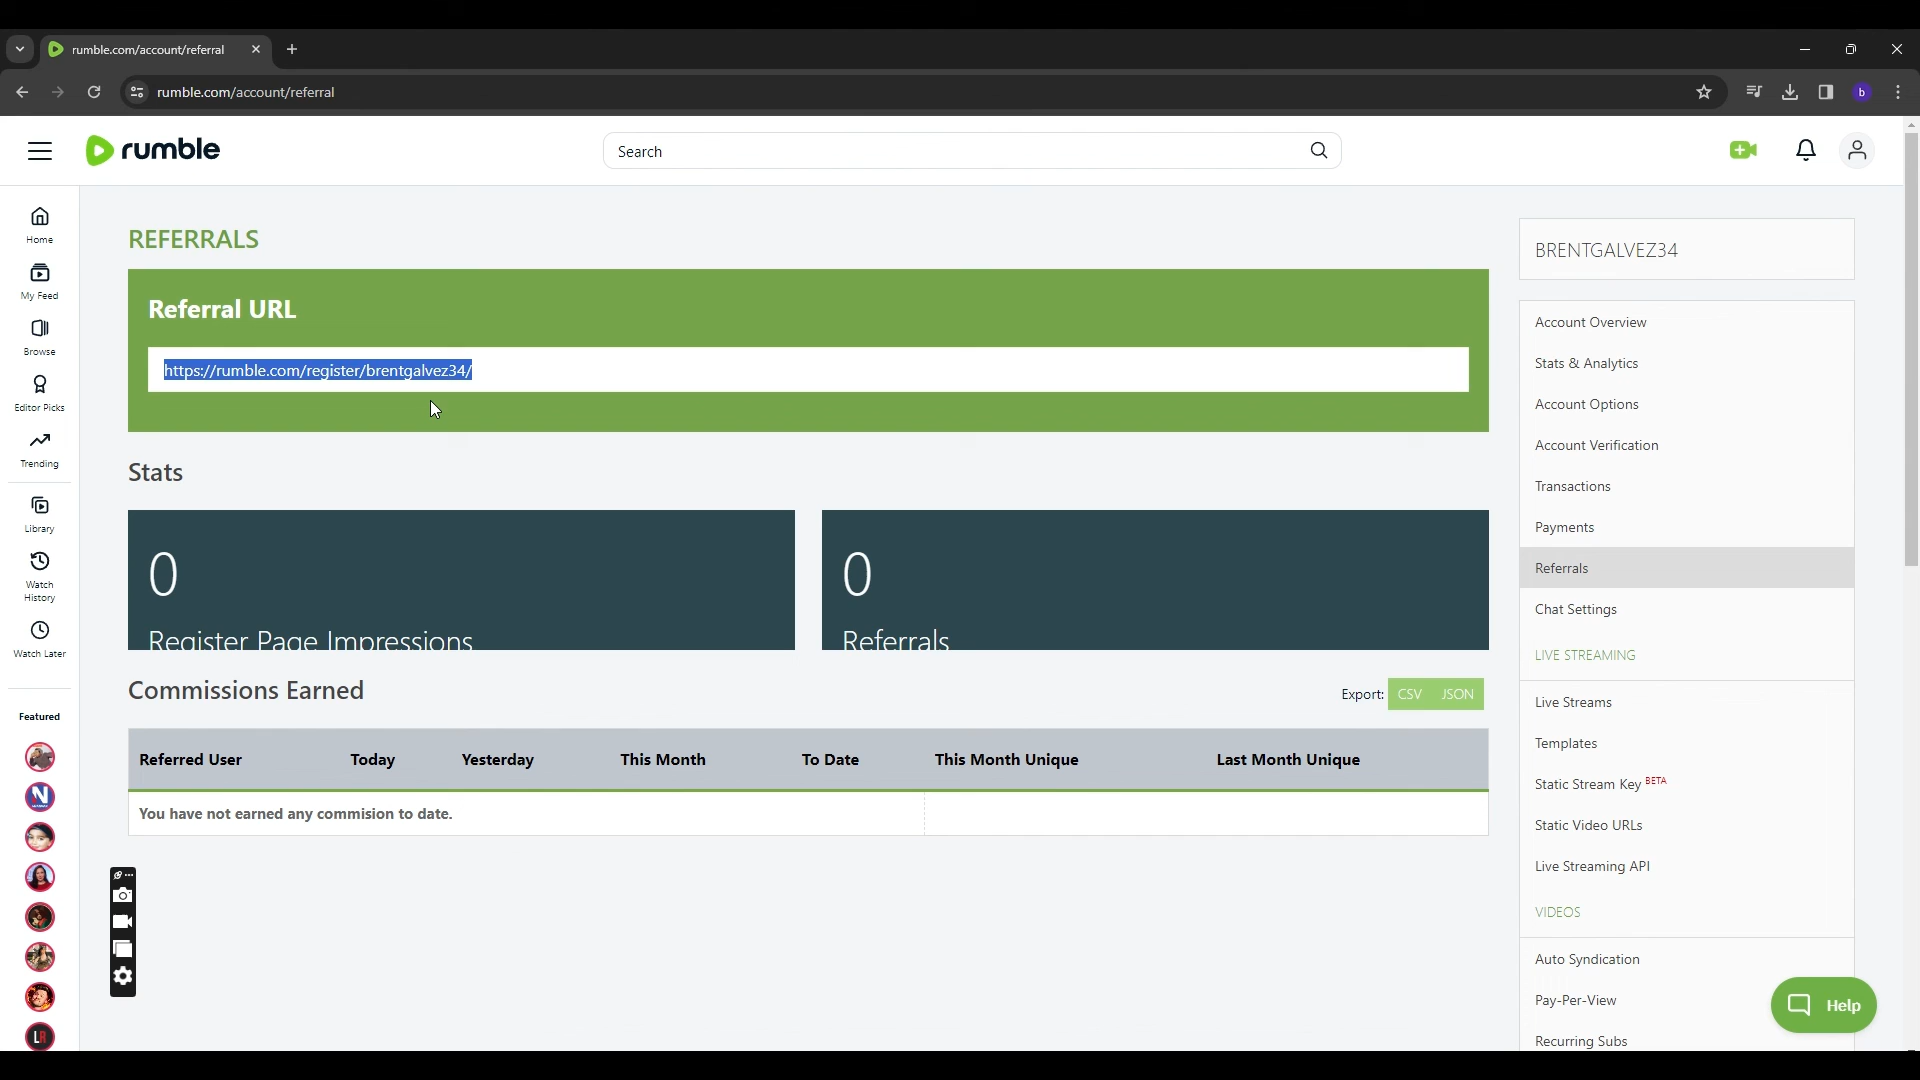 rumble.com/account/referral
rumble.com/account/referral
b
rumble
Search
Home
My Feed
Browse
Editor Picks
Trending
Library
Watch
History
Watch Later
Featured
N
LR
REFERRALS
Referral URL
https://rumble.com/register/brentgalvez34/
Stats
0
Register Page Impressions
0
Referrals
Commissions Earned
Export: CSV JSON
Referred User Today Yesterday This Month To Date This Month Unique Last Month Unique
You have not earned any commision to date.
BRENTGALVEZ34
Account Overview
Stats & Analytics
Account Options
Account Verification
Transactions
Payments
Referrals
Chat Settings
LIVE STREAMING
Live Streams
Templates
Static Stream Key BETA
Static Video URLs
Live Streaming API
VIDEOS
Auto Syndication
Pay-Per-View
Recurring Subs
Help